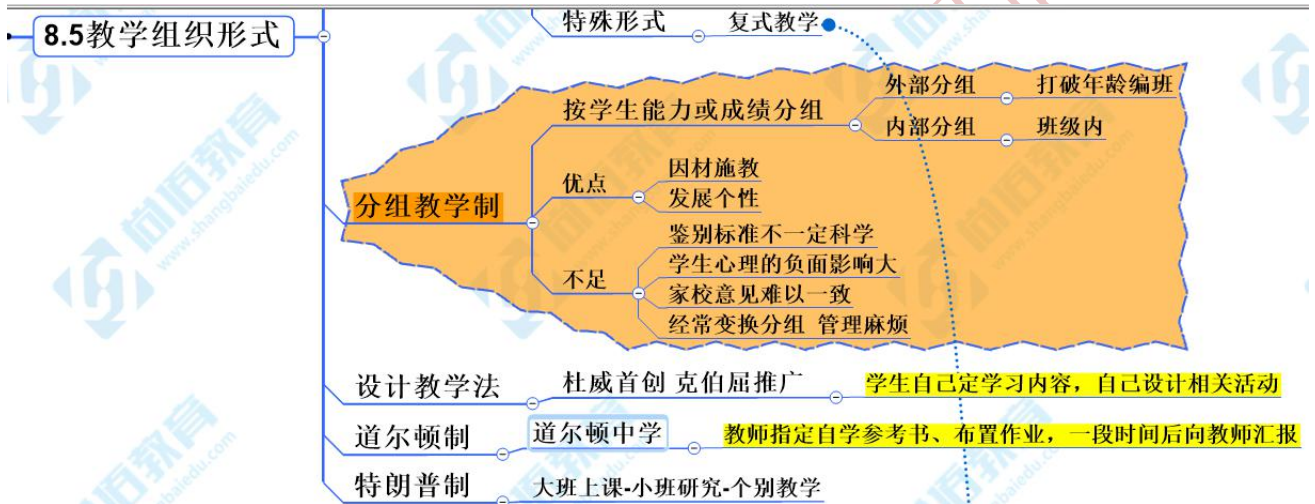 8.5教学组织形式
特殊形式
复式教学
分组教学制
按学生能力或成绩分组
外部分组
打破年龄编班
内部分组
班级内
优点
因材施教
发展个性
不足
鉴别标准不一定科学
学生心理的负面影响大
家校意见难以一致
经常变换分组 管理麻烦
设计教学法
杜威首创 克伯屈推广
学生自己定学习内容，自己设计相关活动
道尔顿制
道尔顿中学
教师指定自学参考书、布置作业，一段时间后向教师汇报
特朗普制
大班上课-小班研究-个别教学
尚佰教育
www.shangbaiedu.com